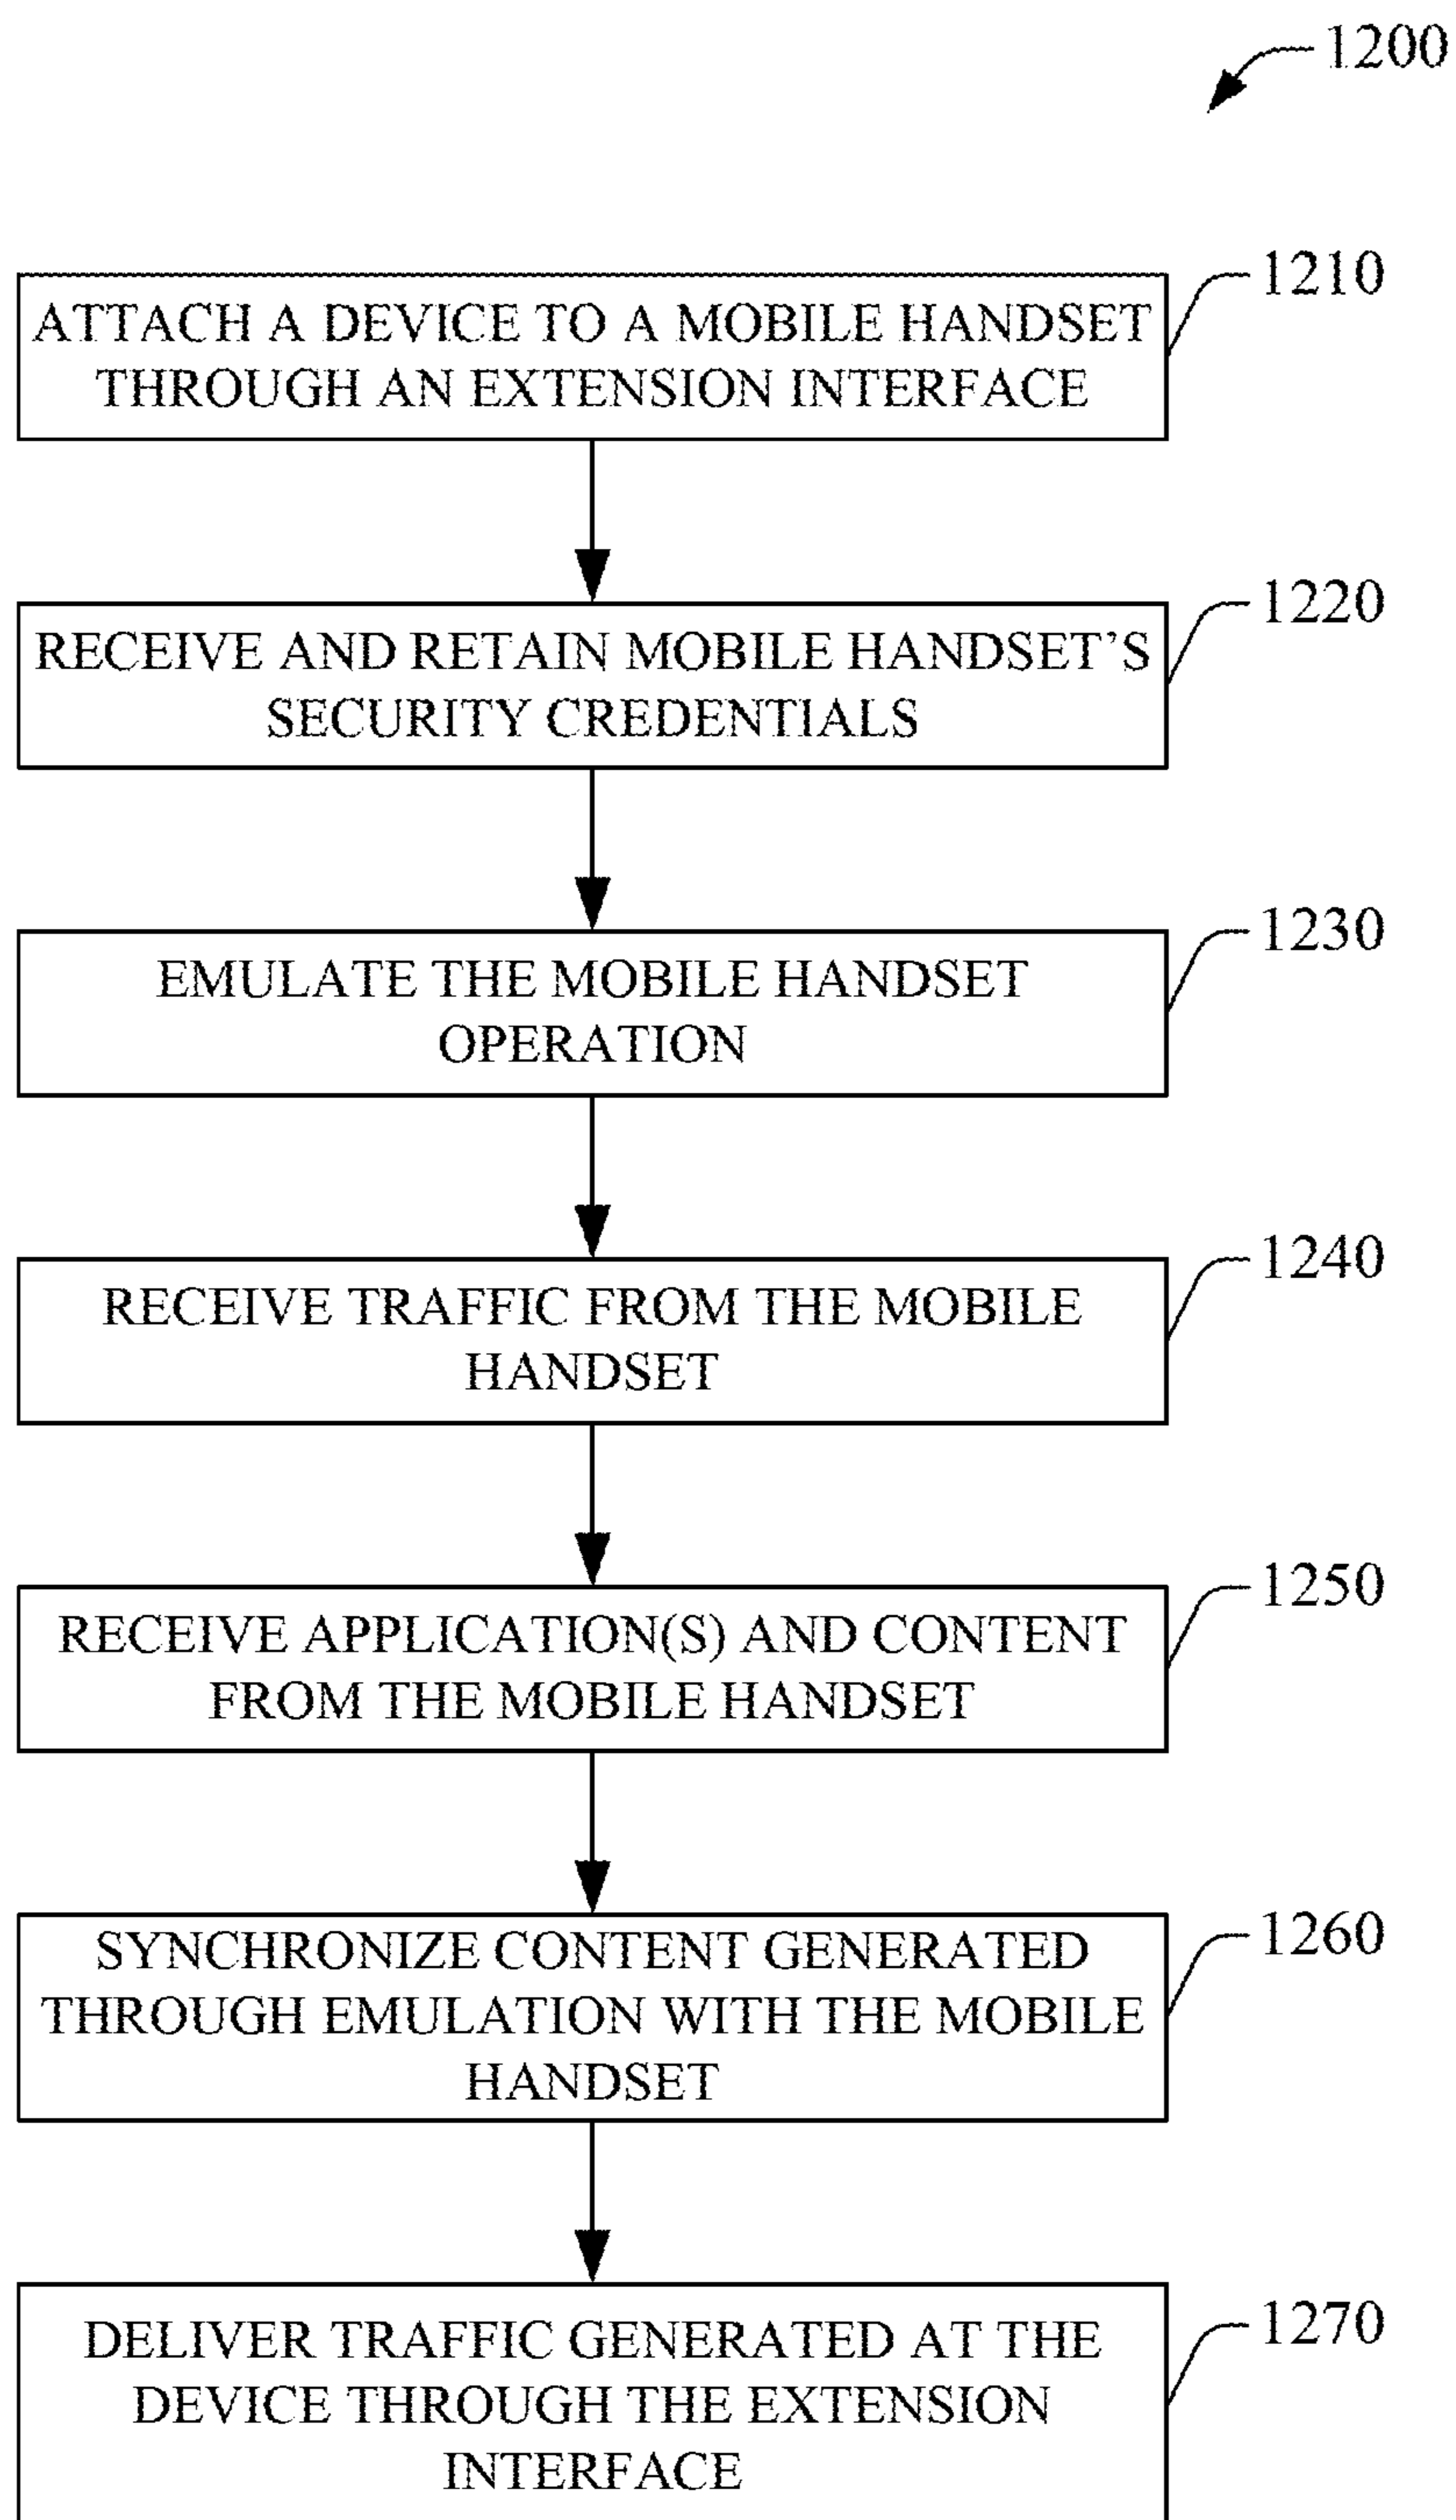 1200
1210
ATTACH A DEVICE TO A MOBILE HANDSET
THROUGH AN EXTENSION INTERFACE
1220
RECEIVE AND RETAIN MOBILE HANDSET'S
SECURITY CREDENTIALS
1230
EMULATE THE MOBILE HANDSET
OPERATION
1240
RECEIVE TRAFFIC FROM THE MOBILE
HANDSET
1250
RECEIVE APPLICATION(S) AND CONTENT
FROM THE MOBILE HANDSET
1260
SYNCHRONIZE CONTENT GENERATED
THROUGH EMULATION WITH THE MOBILE
HANDSET
1270
DELIVER TRAFFIC GENERATED AT THE
DEVICE THROUGH THE EXTENSION
INTERFACE